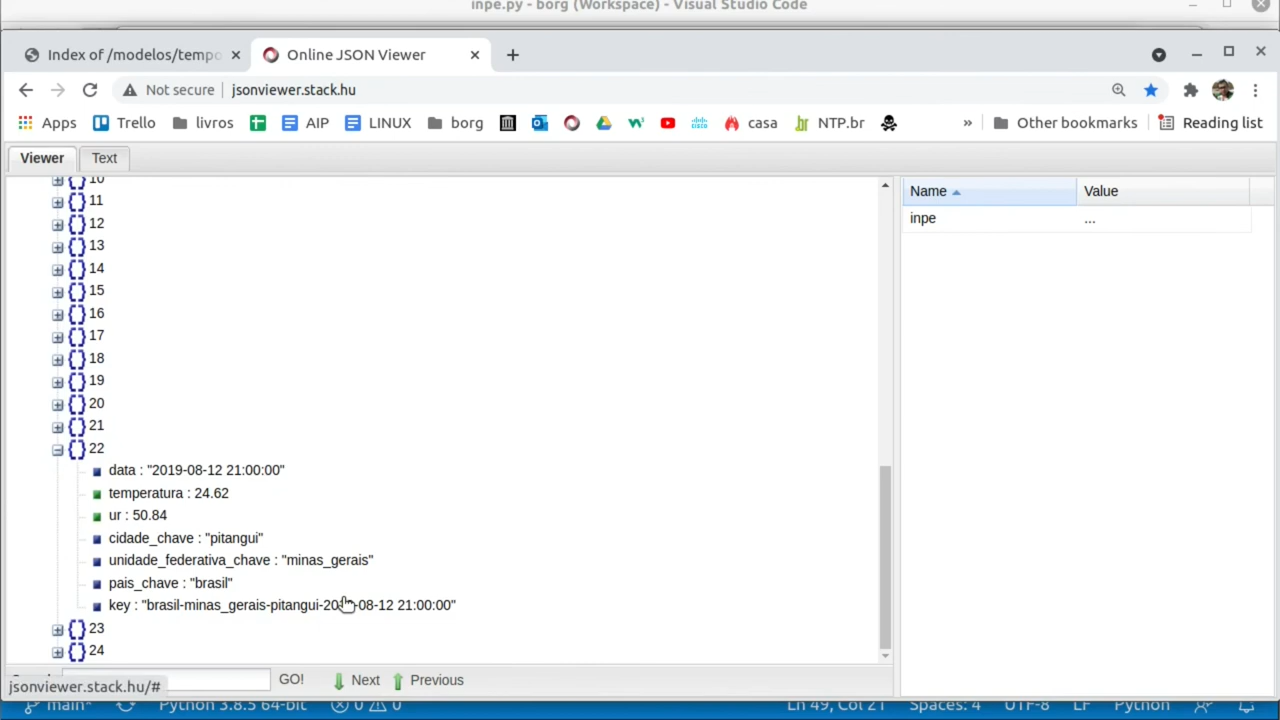 inpe.py - borg (Workspace) - Visual Studio Code
Index of /modelos/tempo
Online JSON Viewer
Not secure | jsonviewer.stack.hu
Apps Trello livros AIP LINUX borg casa NTP.br » Other bookmarks Reading list
Viewer Text
Name Value
inpe ...
10
11
12
13
14
15
16
17
18
19
20
21
22
data : "2019-08-12 21:00:00"
temperatura : 24.62
ur : 50.84
cidade_chave : "pitangui"
unidade_federativa_chave : "minas_gerais"
pais_chave : "brasil"
key : "brasil-minas_gerais-pitangui-2019-08-12 21:00:00"
23
24
GO! Next Previous
jsonviewer.stack.hu/#
main* Python 3.8.5 64-bit 0 0 Ln 49, Col 21 Spaces: 4 UTF-8 LF Python